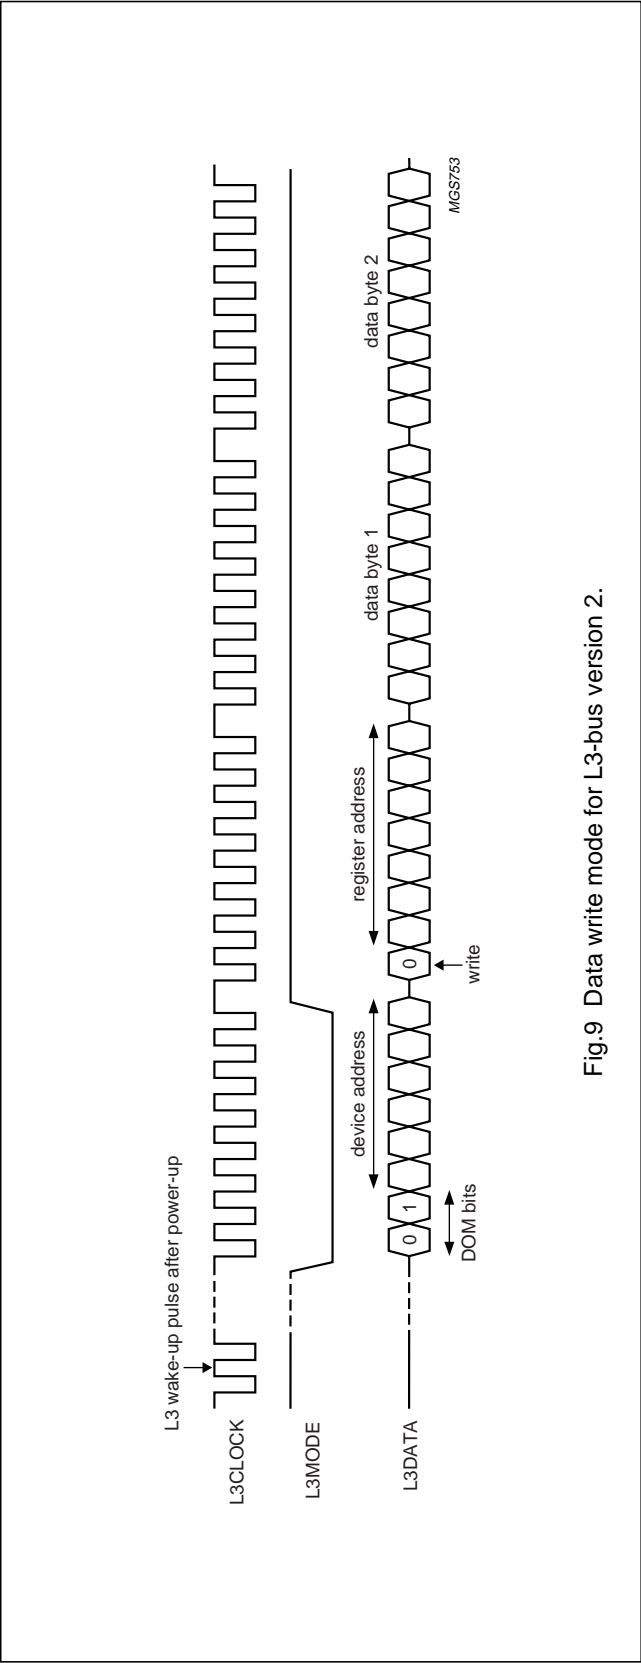 L3 wake-up pulse after power-up
L3CLOCK
L3MODE
device address
register address
data byte 1
data byte 2
L3DATA
0
1
0
DOM bits
write
MGS753
Fig.9 Data write mode for L3-bus version 2.